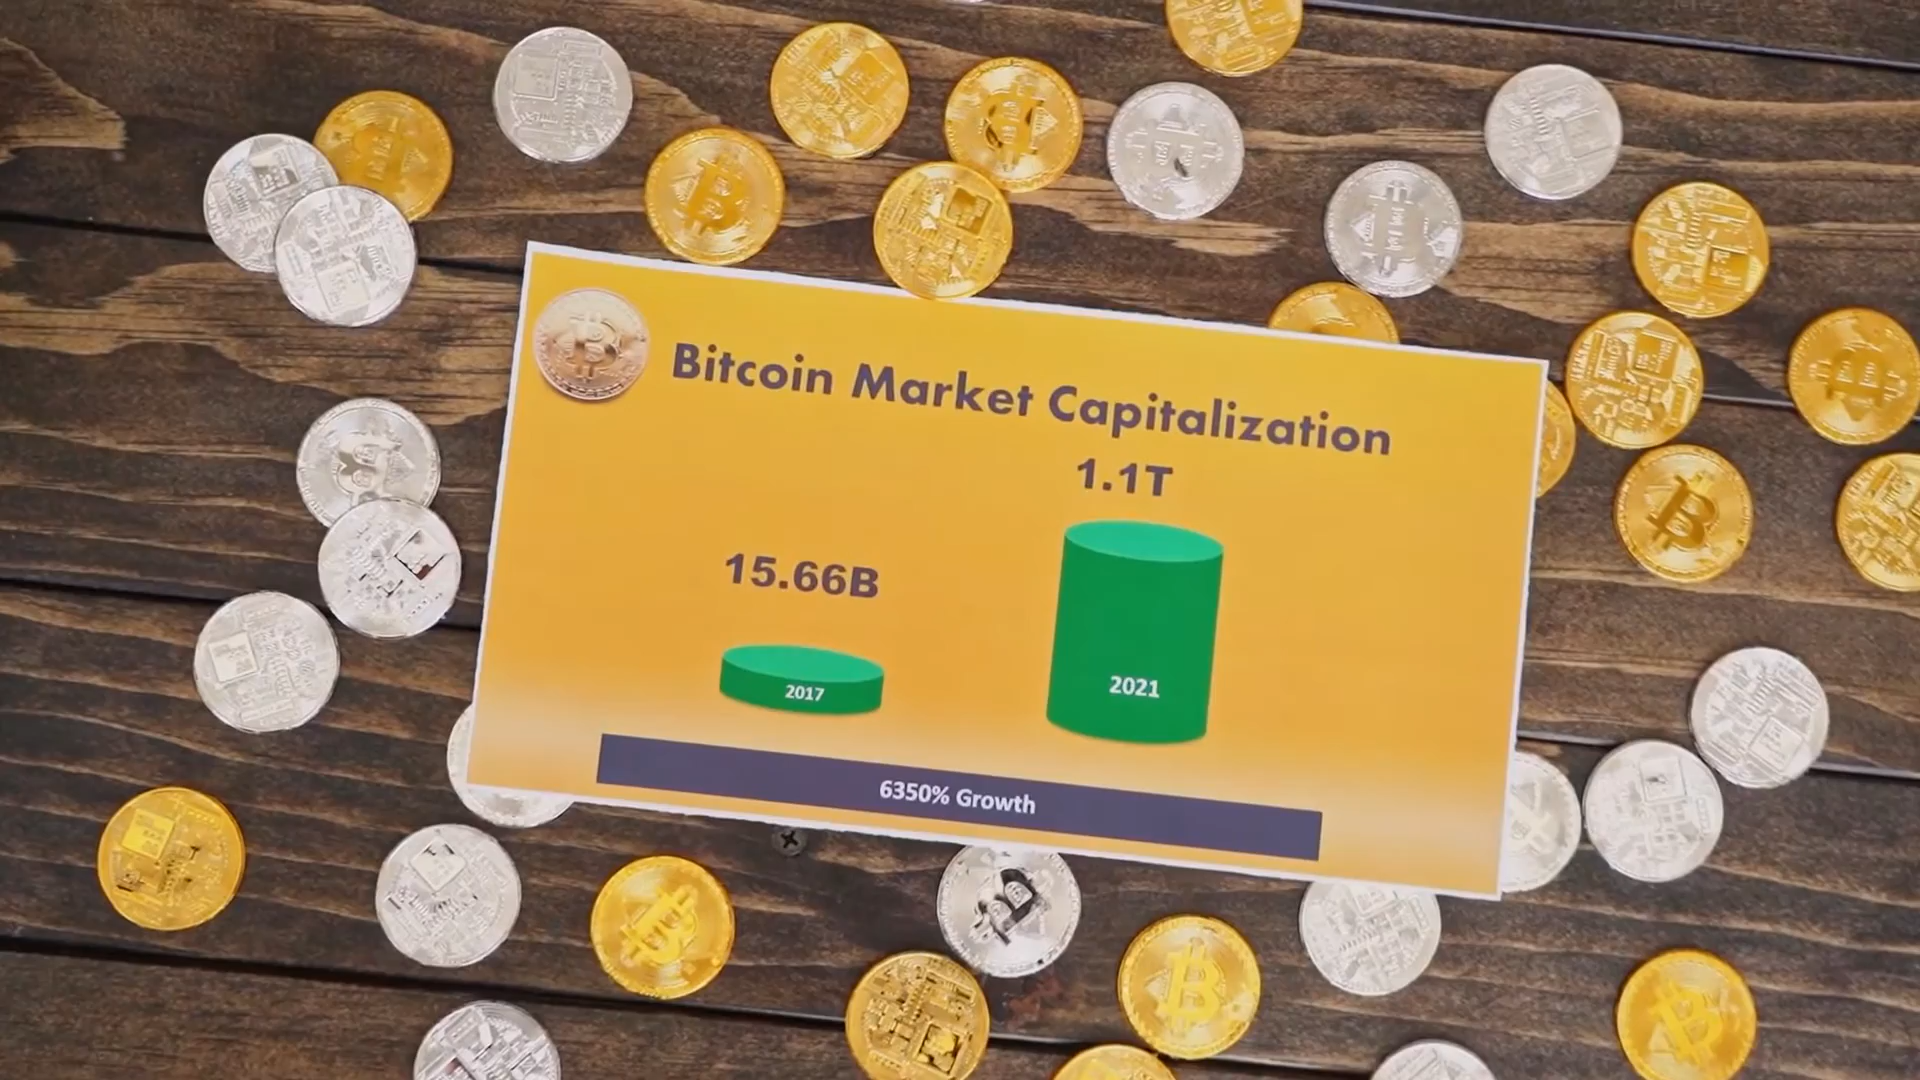 Bitcoin Market Capitalization
1.1T
15.66B
2017
2021
6350% Growth